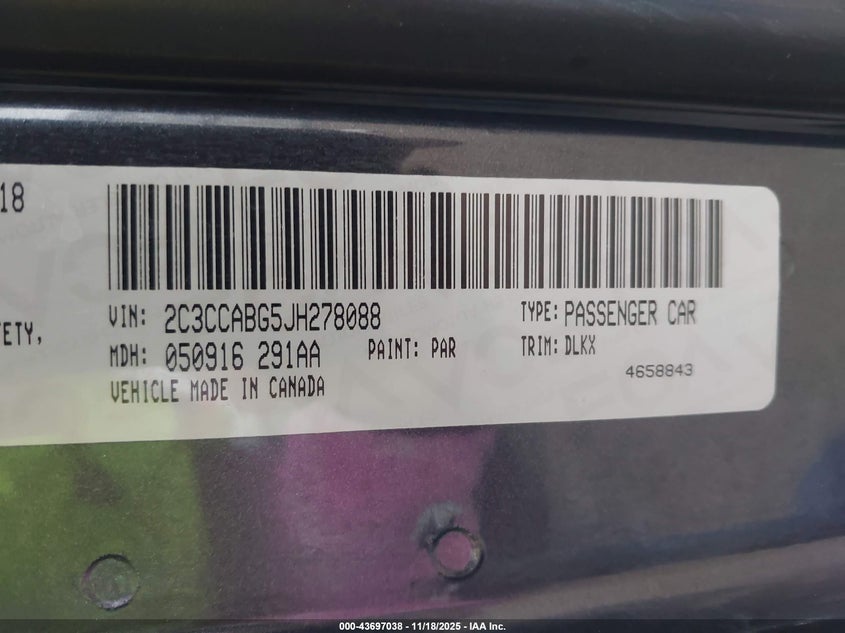 18
VIN: 2C3CCABG5JH278088
TYPE: PASSENGER CAR
ETY,
MDH: 050916 291AA
PAINT: PAR
TRIM: DLKX
VEHICLE MADE IN CANADA
4658843
000-43697038 - 11/18/2025 - IAA Inc.